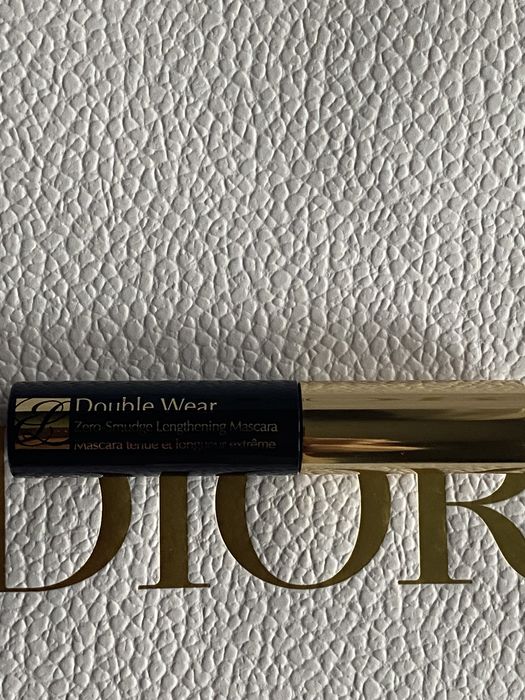 Double Wear
Zero-Smudge Lengthening Mascara
Mascara tenue et longueur extrême
DIOR